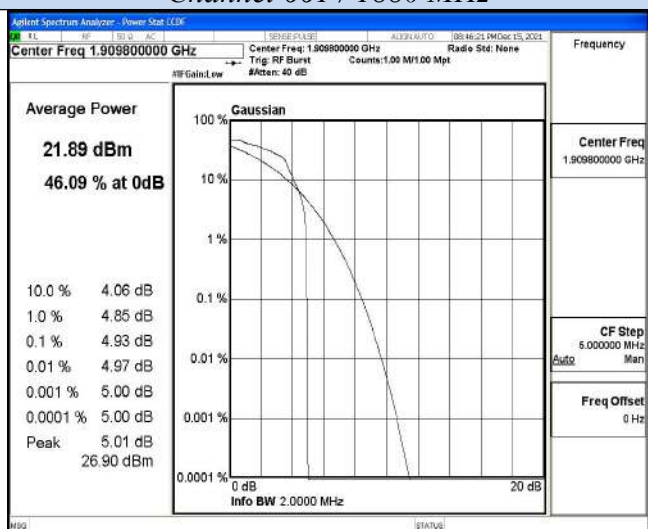 Agilent Spectrum Analyzer - Power Stat CCDF
RL RF 50 Ω AC SENSE:PULSE ALIGN AUTO 08:46:21 PM Dec 15, 2021
Center Freq 1.909800000 GHz
Center Freq: 1.909800000 GHz Radio Std: None
Trig: RF Burst Counts:1.00 M/1.00 Mpt
#IFGain:Low #Atten: 40 dB
Frequency
Average Power
21.89 dBm
46.09 % at 0dB
10.0 % 4.06 dB
1.0 % 4.85 dB
0.1 % 4.93 dB
0.01 % 4.97 dB
0.001 % 5.00 dB
0.0001 % 5.00 dB
Peak 5.01 dB
26.90 dBm
Gaussian
100 %
10 %
1 %
0.1 %
0.01 %
0.001 %
0.0001 %
0 dB 20 dB
Info BW 2.0000 MHz
Center Freq
1.909800000 GHz
CF Step
5.000000 MHz
Auto Man
Freq Offset
0 Hz
MSG STATUS